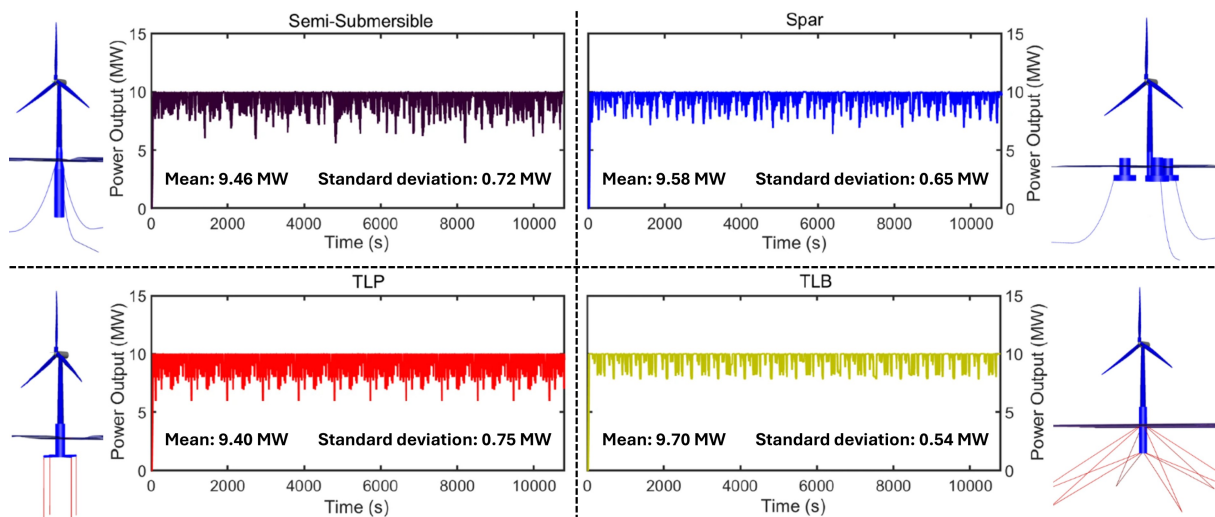 Semi-Submersible
15
10
5
0
Power Output (MW)
Mean: 9.46 MW Standard deviation: 0.72 MW
0 2000 4000 6000 8000 10000
Time (s)
Spar
15
10
5
0
Power Output (MW)
Mean: 9.58 MW Standard deviation: 0.65 MW
0 2000 4000 6000 8000 10000
Time (s)
TLP
15
10
5
0
Power Output (MW)
Mean: 9.40 MW Standard deviation: 0.75 MW
0 2000 4000 6000 8000 10000
Time (s)
TLB
15
10
5
0
Power Output (MW)
Mean: 9.70 MW Standard deviation: 0.54 MW
0 2000 4000 6000 8000 10000
Time (s)